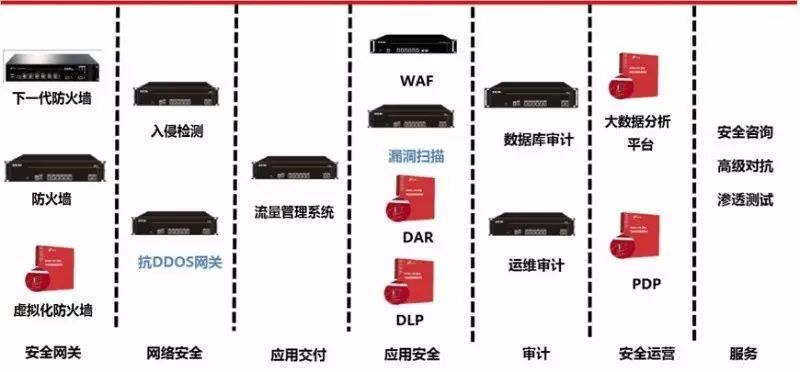 下一代防火墙
防火墙
虚拟化防火墙
安全网关
入侵检测
抗DDOS网关
网络安全
流量管理系统
应用交付
WAF
漏洞扫描
DAR
DLP
应用安全
数据库审计
运维审计
审计
大数据分析
平台
PDP
安全运营
安全咨询
高级对抗
渗透测试
服务